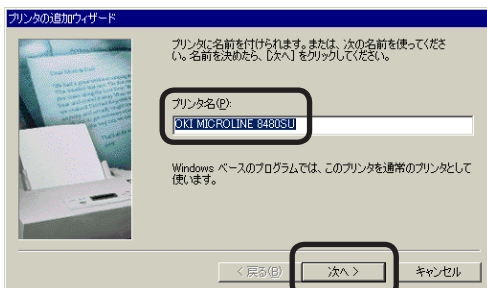 プリンタの追加ウィザード
プリンタに名前を付けられます。または、次の名前を使ってくださ
い。名前を決めたら、[次へ] をクリックしてください。
プリンタ名(P):
OKI MICROLINE 8480SU
Windows ベースのプログラムでは、このプリンタを通常のプリンタとして
使います。
< 戻る(B)
次へ >
キャンセル